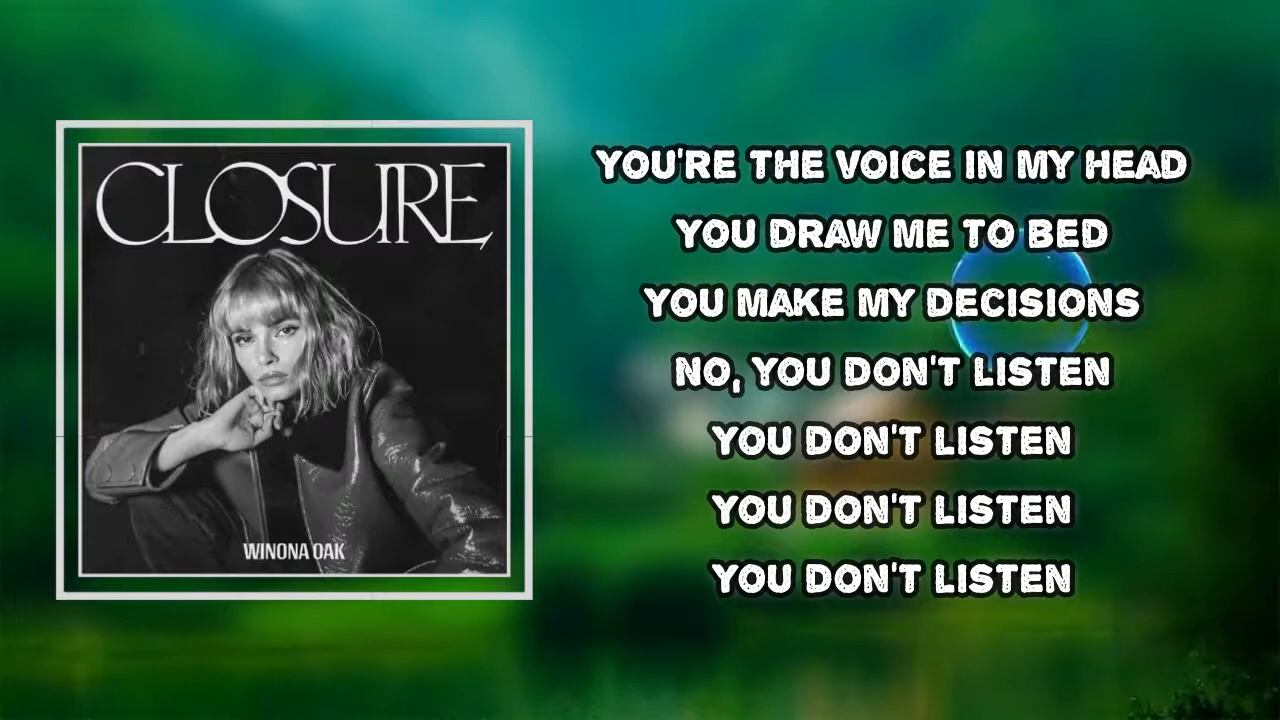 CLOSURE,
WINONA OAK
YOU'RE THE VOICE IN MY HEAD
YOU DRAW ME TO BED
YOU MAKE MY DECISIONS
NO, YOU DON'T LISTEN
YOU DON'T LISTEN
YOU DON'T LISTEN
YOU DON'T LISTEN